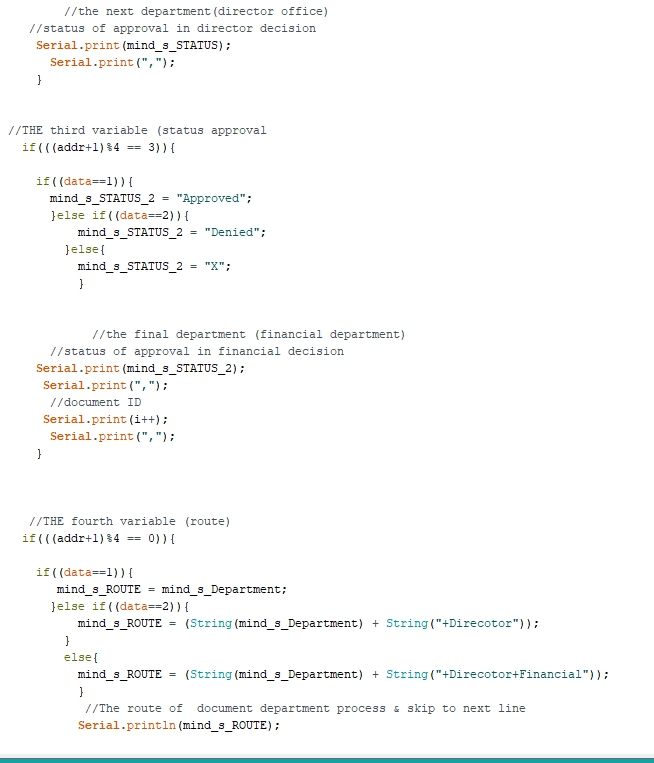 //the next department(director office)
//status of approval in director decision
Serial.print(mind_s_STATUS);
Serial.print(",");
}
//THE third variable (status approval
if(((addr+1)%4 == 3)){
if((data==1)){
mind_s_STATUS_2 = "Approved";
}else if((data==2)){
mind_s_STATUS_2 = "Denied";
}else{
mind_s_STATUS_2 = "X";
}
//the final department (financial department)
//status of approval in financial decision
Serial.print(mind_s_STATUS_2);
Serial.print(",");
//document ID
Serial.print(i++);
Serial.print(",");
}
//THE fourth variable (route)
if(((addr+1)%4 == 0)){
if((data==1)){
mind_s_ROUTE = mind_s_Department;
}else if((data==2)){
mind_s_ROUTE = (String(mind_s_Department) + String("+Direcotor"));
}
else{
mind_s_ROUTE = (String(mind_s_Department) + String("+Direcotor+Financial"));
}
//The route of  document department process & skip to next line
Serial.println(mind_s_ROUTE);